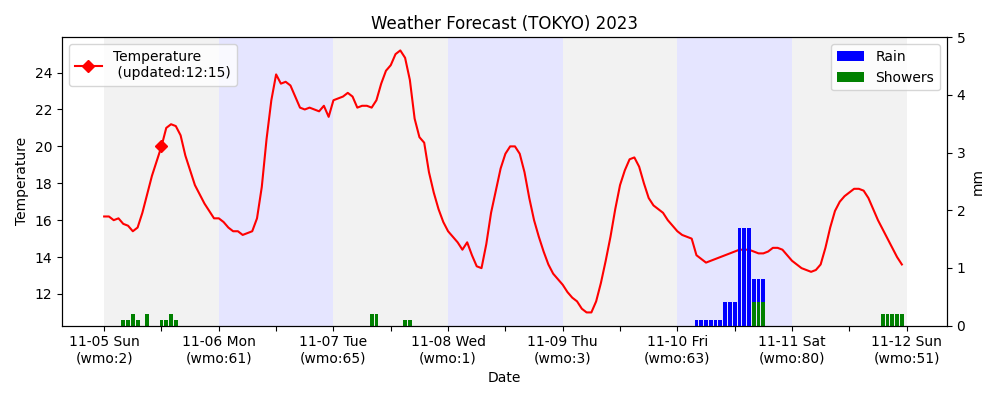 Weather Forecast (TOKYO) 2023
Temperature
(updated:12:15)
Rain
Showers
Temperature
24
22
20
18
16
14
12
5
4
3
2
1
0
mm
11-05 Sun
(wmo:2)
11-06 Mon
(wmo:61)
11-07 Tue
(wmo:65)
11-08 Wed
(wmo:1)
11-09 Thu
(wmo:3)
11-10 Fri
(wmo:63)
11-11 Sat
(wmo:80)
11-12 Sun
(wmo:51)
Date